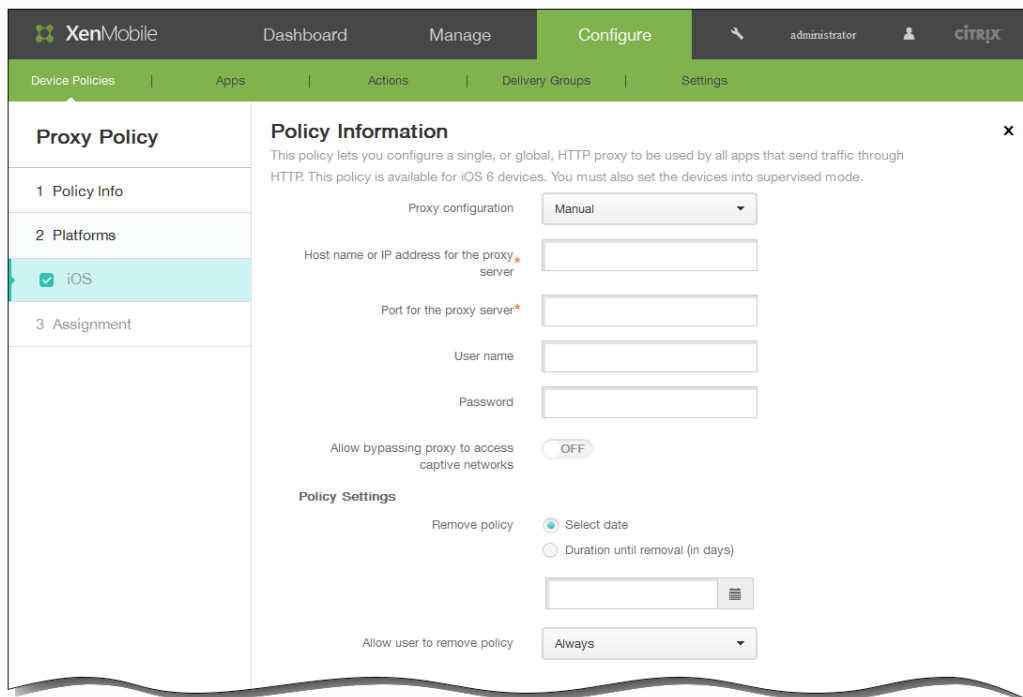 XenMobile Dashboard Manage Configure administrator CİTRIX
Device Policies | Apps | Actions | Delivery Groups | Settings
Proxy Policy
1 Policy Info
2 Platforms
iOS
3 Assignment
Policy Information
This policy lets you configure a single, or global, HTTP proxy to be used by all apps that send traffic through
HTTP. This policy is available for iOS 6 devices. You must also set the devices into supervised mode.
Proxy configuration Manual
Host name or IP address for the proxy
server*
Port for the proxy server*
User name
Password
Allow bypassing proxy to access
captive networks OFF
Policy Settings
Remove policy Select date
Duration until removal (in days)
Allow user to remove policy Always